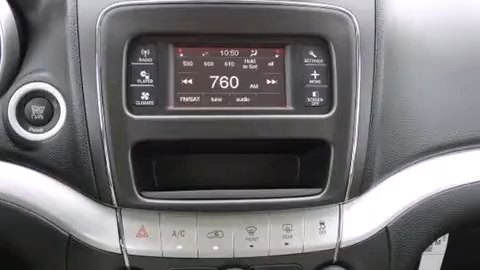 10:50
RADIO
SETTINGS
530 600 610 Hold to Set
PLAYER
760 AM
MORE
CLIMATE
FM/SAT tune audio
SCREEN OFF
START
ENGINE
A/C
FRONT
REAR